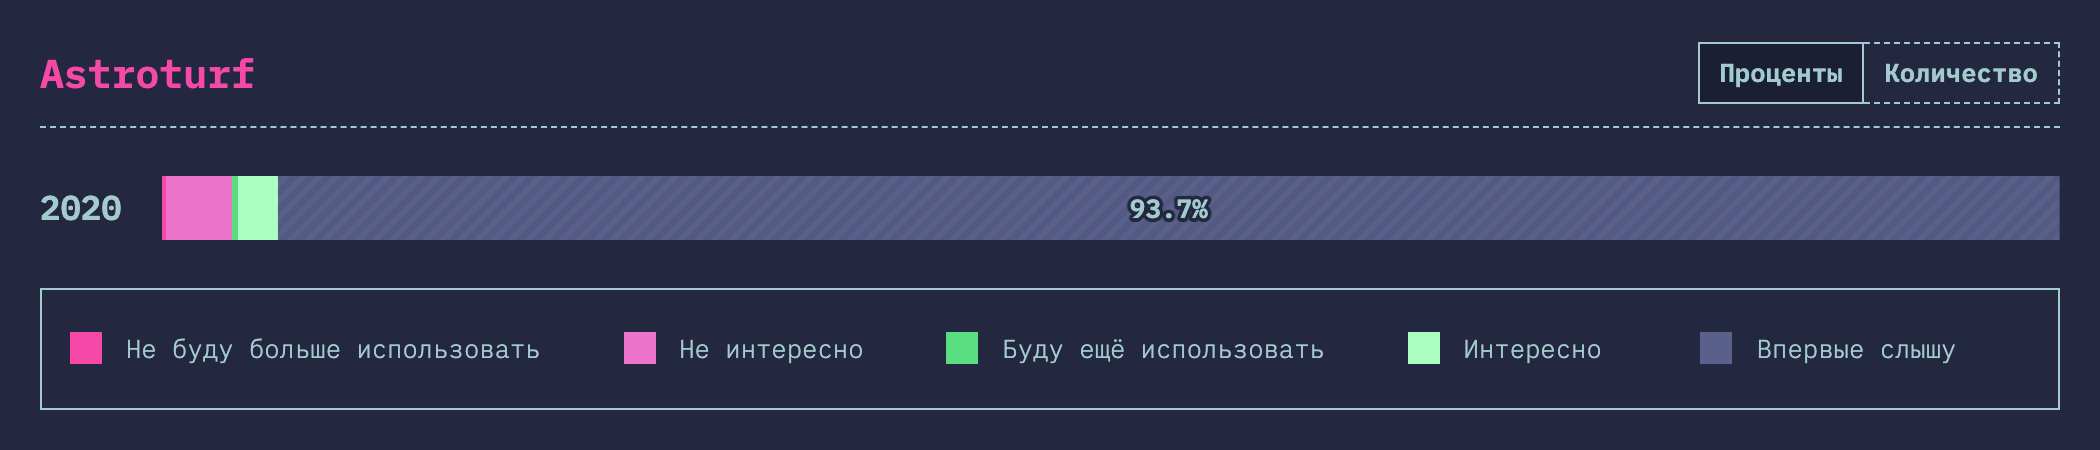 Astroturf
Проценты Количество
2020 93.7%
Не буду больше использовать Не интересно Буду ещё использовать Интересно Впервые слышу